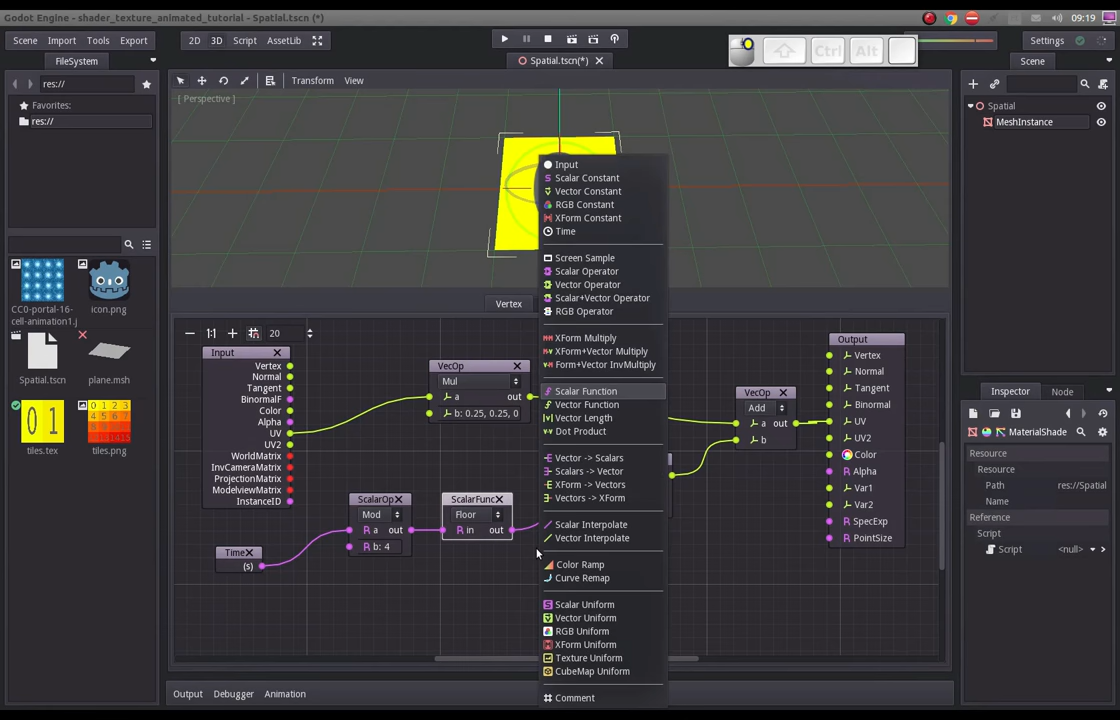 Godot Engine - shader_texture_animated_tutorial - Spatial.tscn (*)
09:19
Scene Import Tools Export
2D 3D Script AssetLib
Settings
Ctrl Alt
FileSystem
Spatial.tscn(*)
Scene
res://
Transform View
[ Perspective ]
Favorites:
res://
Spatial
MeshInstance
Input
Scalar Constant
Vector Constant
RGB Constant
XForm Constant
Time
Screen Sample
Scalar Operator
Vector Operator
Scalar+Vector Operator
RGB Operator
XForm Multiply
XForm+Vector Multiply
Form+Vector InvMultiply
Scalar Function
Vector Function
Vector Length
Dot Product
Vector -> Scalars
Scalars -> Vector
XForm -> Vectors
Vectors -> XForm
Scalar Interpolate
Vector Interpolate
Color Ramp
Curve Remap
Scalar Uniform
Vector Uniform
RGB Uniform
XForm Uniform
Texture Uniform
CubeMap Uniform
Comment
CC0-portal-16-
cell-animation1.j
icon.png
Spatial.tscn
plane.msh
0 1
tiles.tex
tiles.png
Vertex
1:1
20
Input
Vertex
Normal
Tangent
BinormalF
Color
Alpha
UV
UV2
WorldMatrix
InvCameraMatrix
ProjectionMatrix
ModelviewMatrix
InstanceID
VecOp
Mul
a out
b: 0.25, 0.25, 0
ScalarOp
Mod
a out
b: 4
ScalarFunc
Floor
in out
Time
(s)
VecOp
Add
a out
b
Output
Vertex
Normal
Tangent
Binormal
UV
UV2
Color
Alpha
Var1
Var2
SpecExp
PointSize
Inspector Node
MaterialShade
Resource
Resource
Path res://Spatial
Name
Reference
Script <null>
Output Debugger Animation